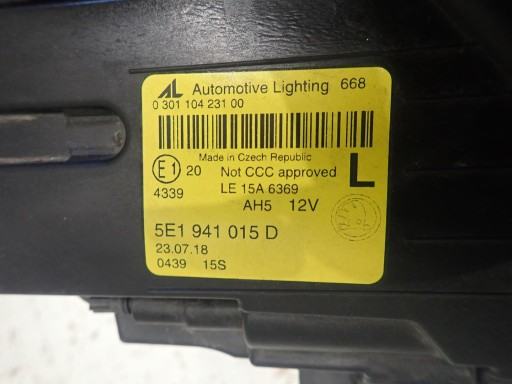 AL Automotive Lighting 668
0 301 104 231 00
Made in Czech Republic
E1 20 Not CCC approved L
4339 LE 15A 6369
AH5 12V
5E1 941 015 D
23.07.18
0439 15S